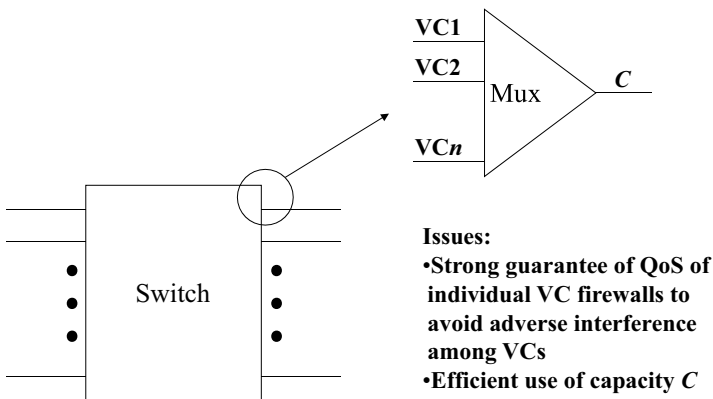 VC1
VC2
Mux
C
VCn
Switch
Issues:
•Strong guarantee of QoS of
individual VC firewalls to
avoid adverse interference
among VCs
•Efficient use of capacity C